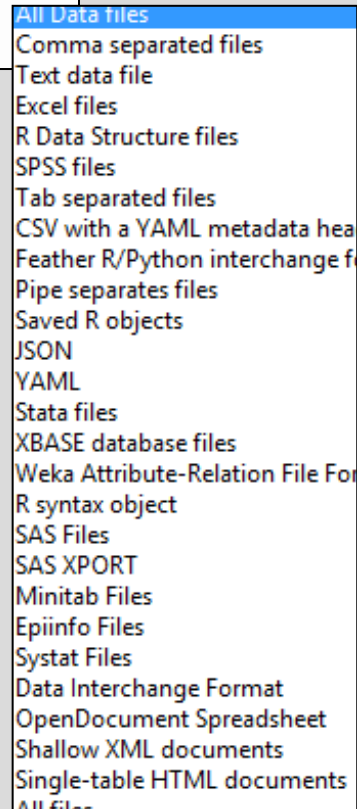 All Data files
Comma separated files
Text data file
Excel files
R Data Structure files
SPSS files
Tab separated files
CSV with a YAML metadata hea
Feather R/Python interchange f
Pipe separates files
Saved R objects
JSON
YAML
Stata files
XBASE database files
Weka Attribute-Relation File For
R syntax object
SAS Files
SAS XPORT
Minitab Files
Epiinfo Files
Systat Files
Data Interchange Format
OpenDocument Spreadsheet
Shallow XML documents
Single-table HTML documents
All files